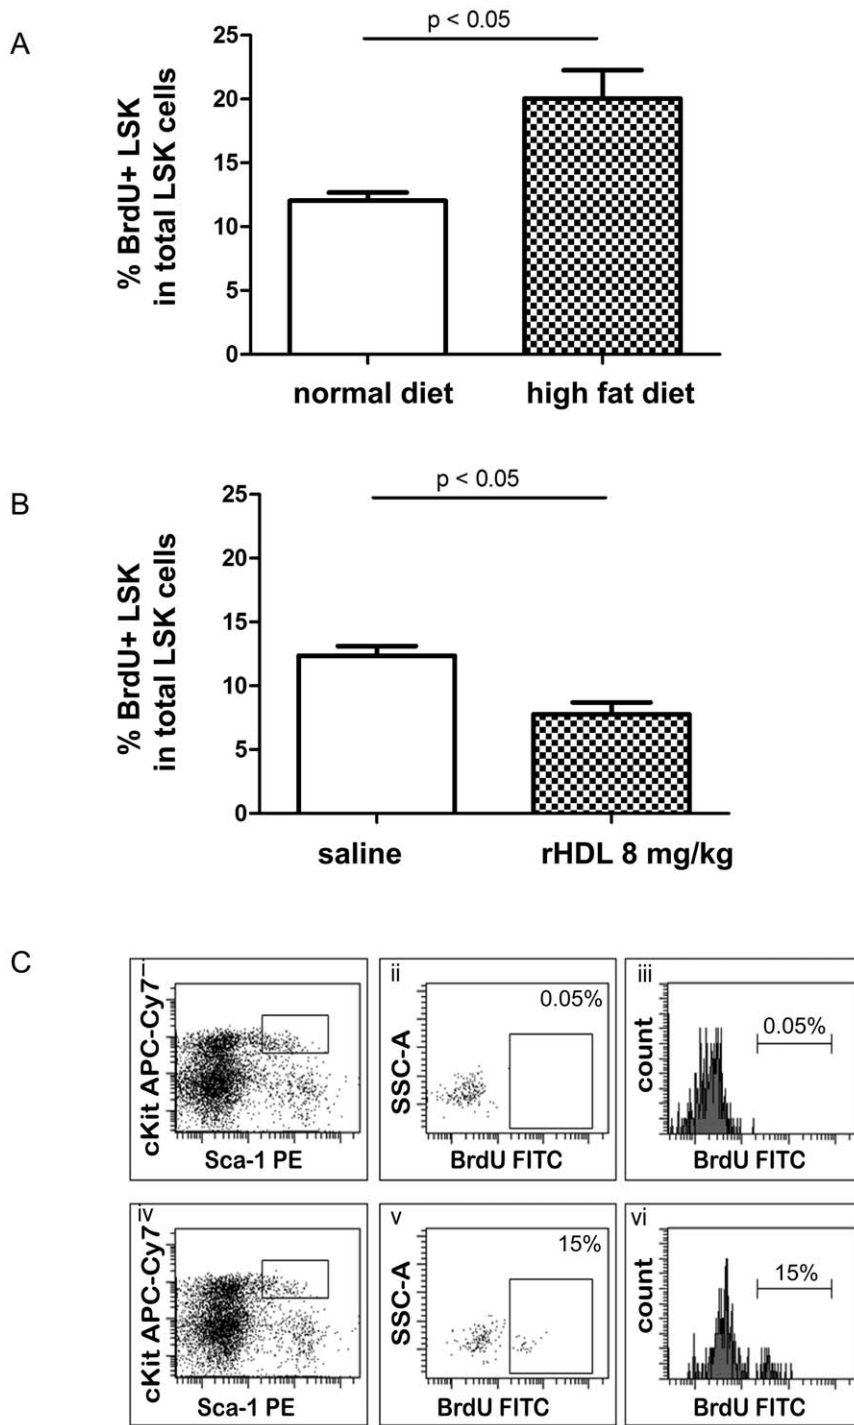 A
p < 0.05
% BrdU+ LSK
in total LSK cells
25
20
15
10
5
0
normal diet
high fat diet
B
p < 0.05
% BrdU+ LSK
in total LSK cells
25
20
15
10
5
0
saline
rHDL 8 mg/kg
C
i
cKit APC-Cy7
Sca-1 PE
ii
0.05%
SSC-A
BrdU FITC
iii
0.05%
count
BrdU FITC
iv
cKit APC-Cy7
Sca-1 PE
v
15%
SSC-A
BrdU FITC
vi
15%
count
BrdU FITC